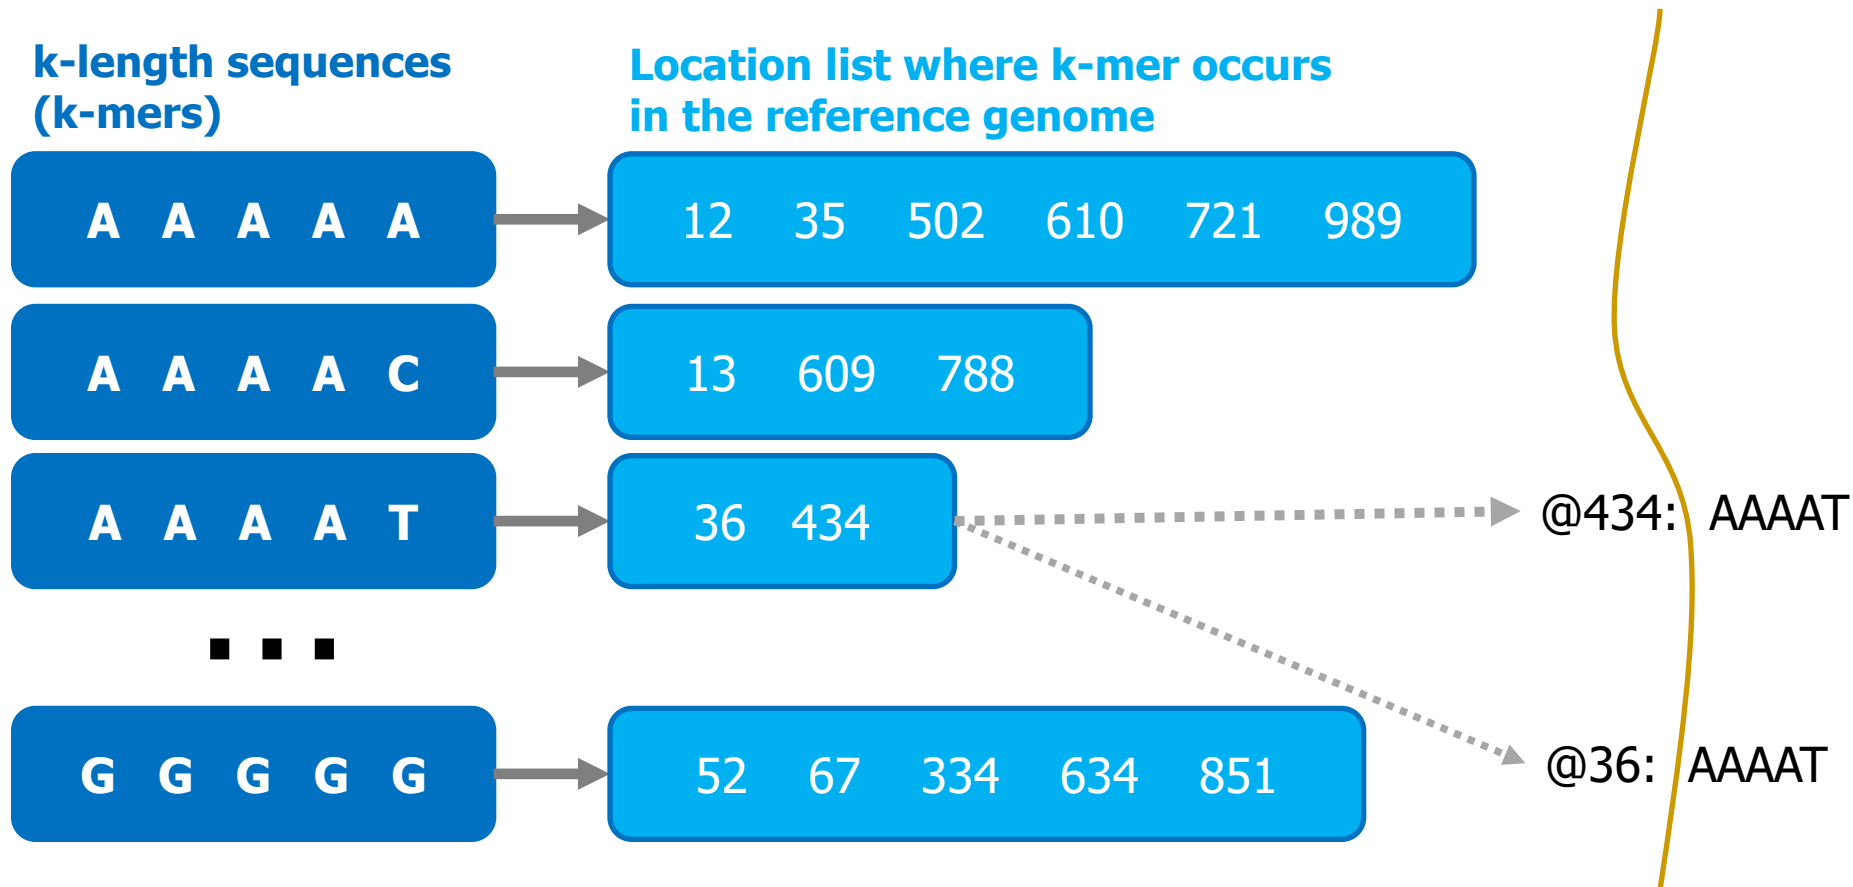 k-length sequences
(k-mers)
Location list where k-mer occurs
in the reference genome
A A A A A
12 35 502 610 721 989
A A A A C
13 609 788
A A A A T
36 434
@434: AAAAT
...
G G G G G
52 67 334 634 851
@36: AAAAT